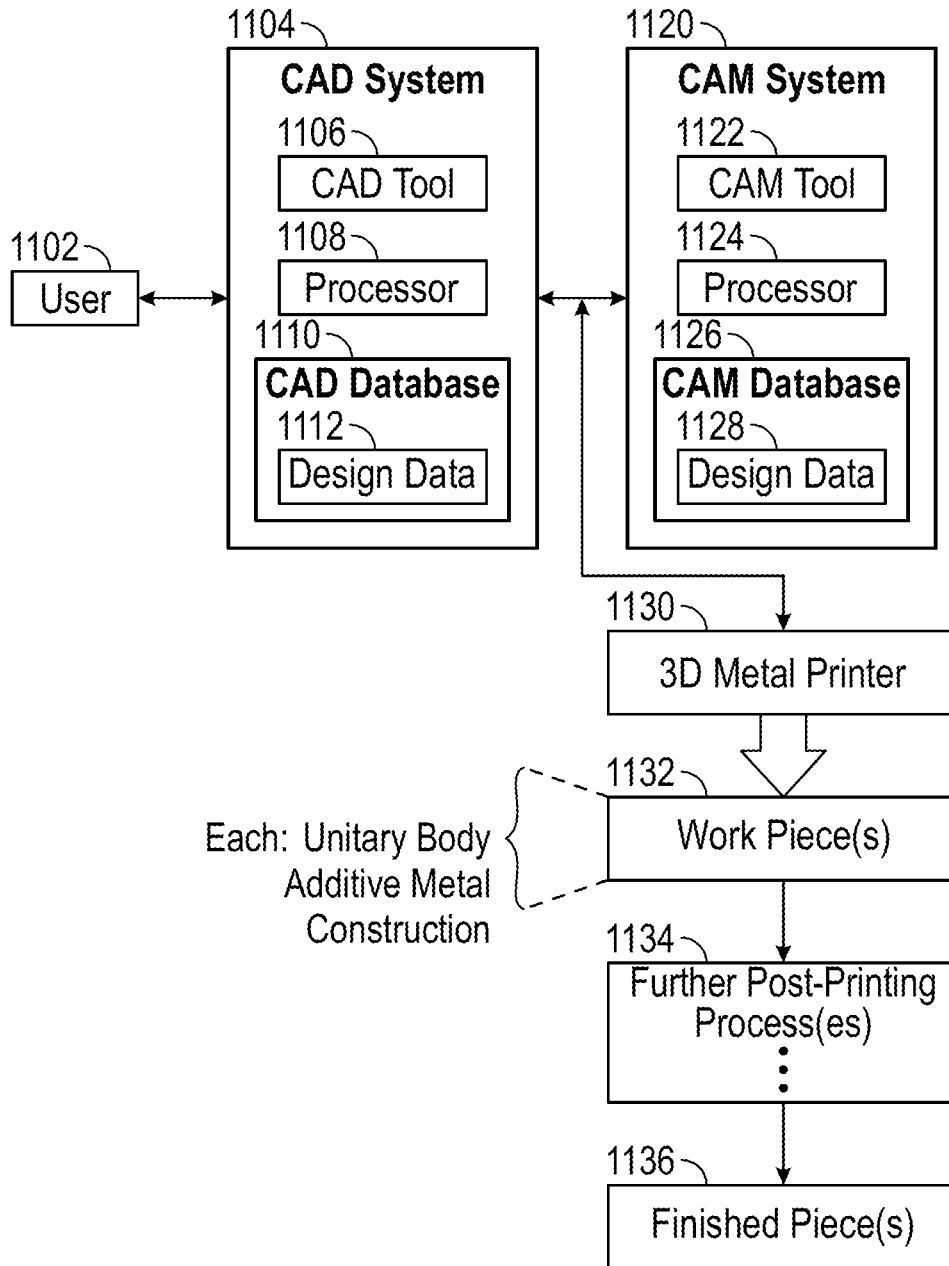 1104
CAD System
1106
CAD Tool
1108
Processor
1110
CAD Database
1112
Design Data
1102
User
1120
CAM System
1122
CAM Tool
1124
Processor
1126
CAM Database
1128
Design Data
1130
3D Metal Printer
1132
Work Piece(s)
Each: Unitary Body
Additive Metal
Construction
1134
Further Post-Printing
Process(es)
1136
Finished Piece(s)